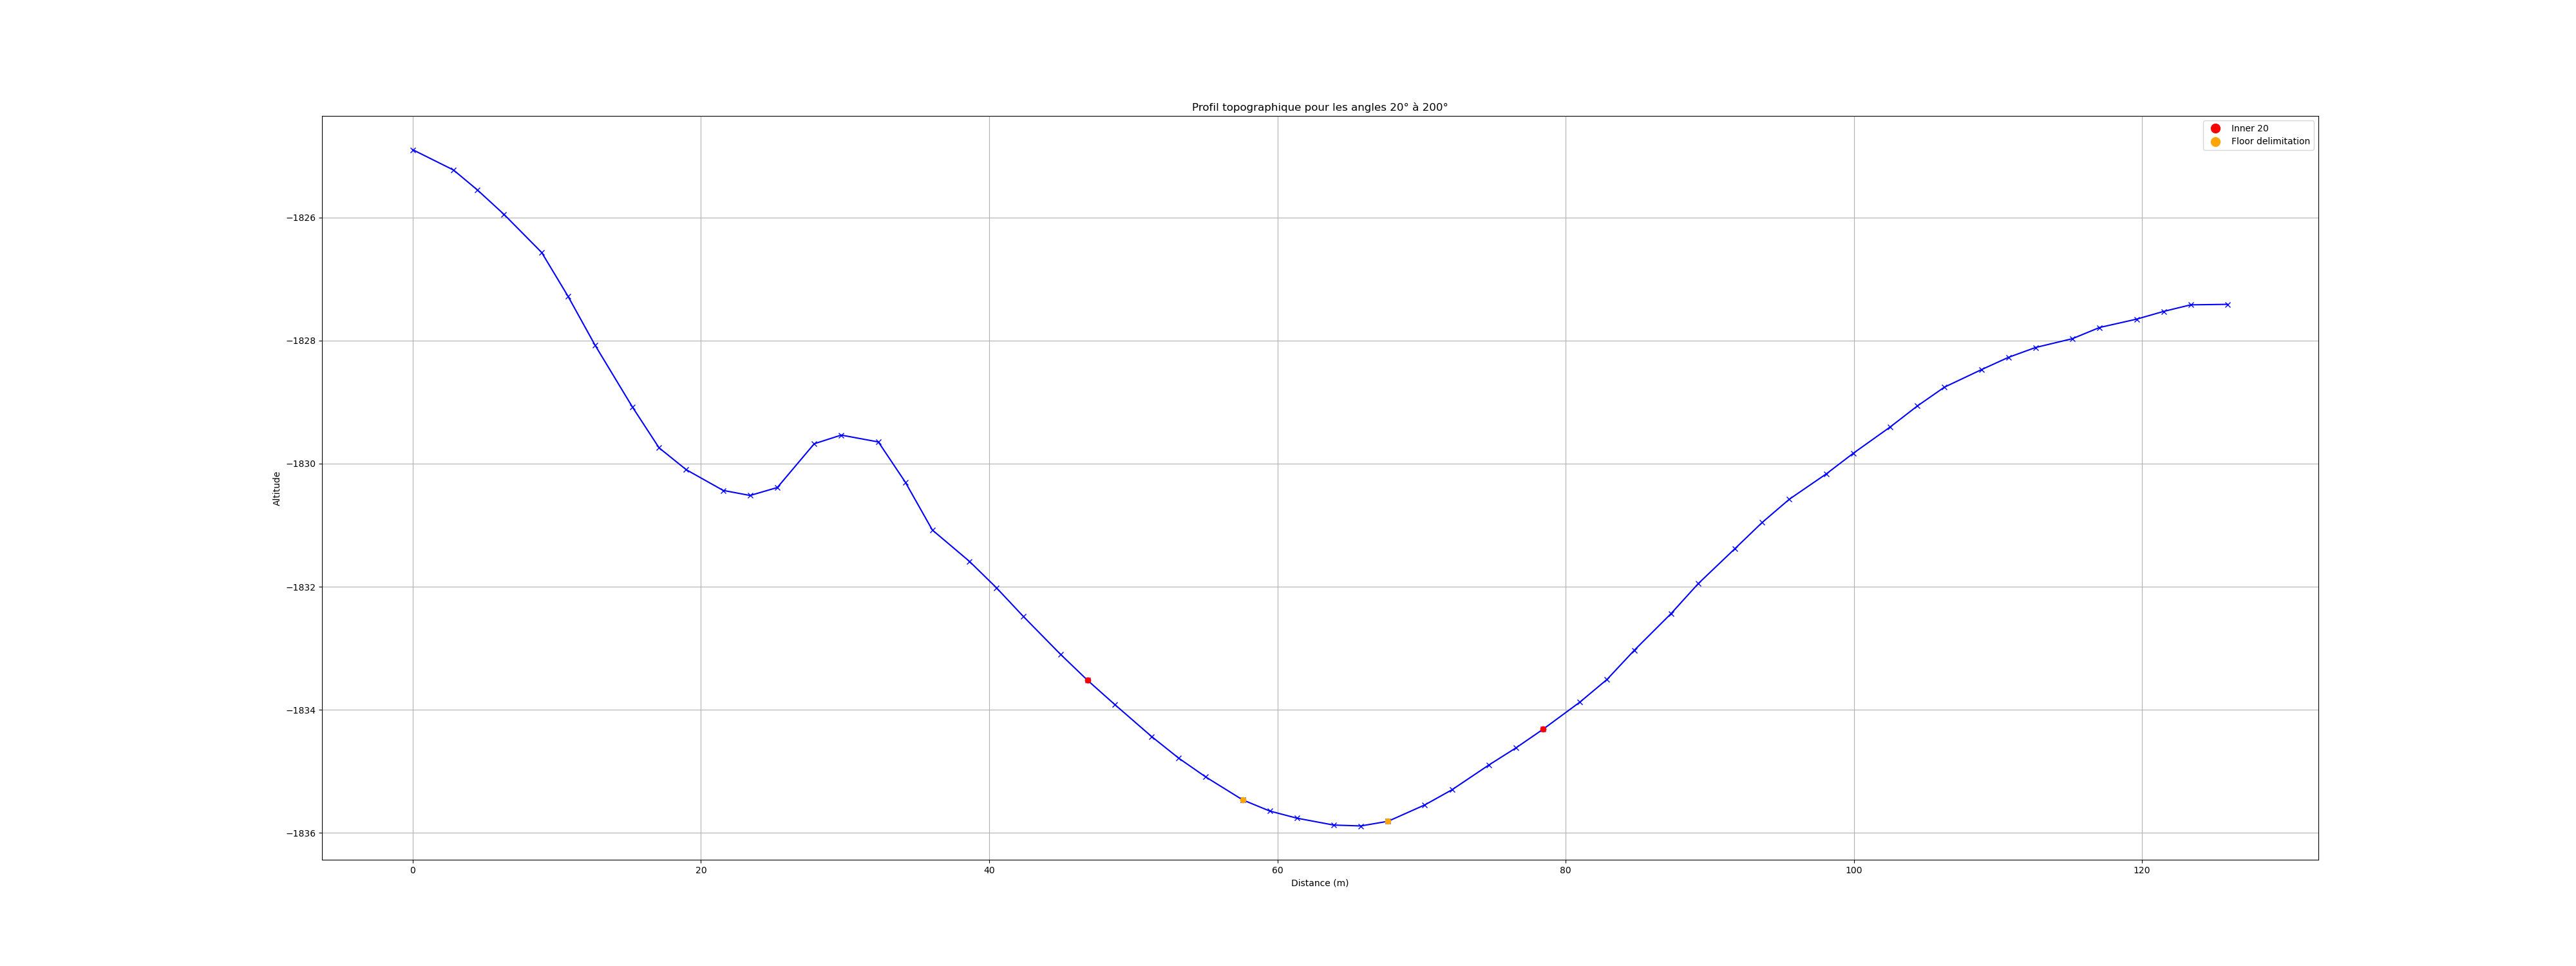 Profil topographique pour les angles 20° à 200°
Inner 20
Floor delimitation
−1826
−1828
−1830
−1832
−1834
−1836
Altitude
0 20 40 60 80 100 120
Distance (m)